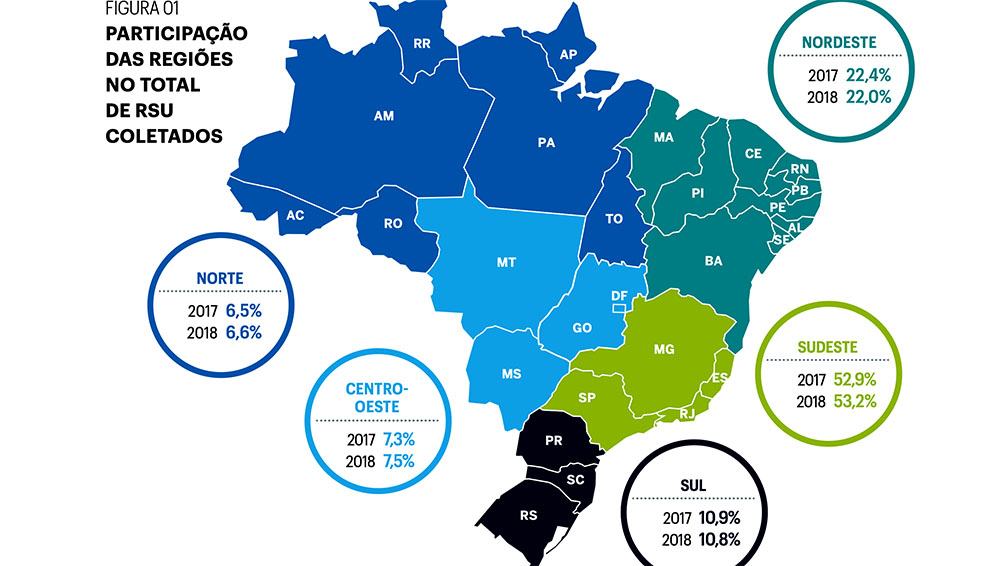 FIGURA 01
PARTICIPAÇÃO
DAS REGIÕES
NO TOTAL
DE RSU
COLETADOS
RR
AP
AM
PA
MA
CE
RN
PB
PI
PE
AL
SE
AC
RO
TO
BA
MT
DF
GO
MG
MS
ES
SP
RJ
PR
SC
RS
NORDESTE
2017 22,4%
2018 22,0%
NORTE
2017 6,5%
2018 6,6%
CENTRO-
OESTE
2017 7,3%
2018 7,5%
SUDESTE
2017 52,9%
2018 53,2%
SUL
2017 10,9%
2018 10,8%